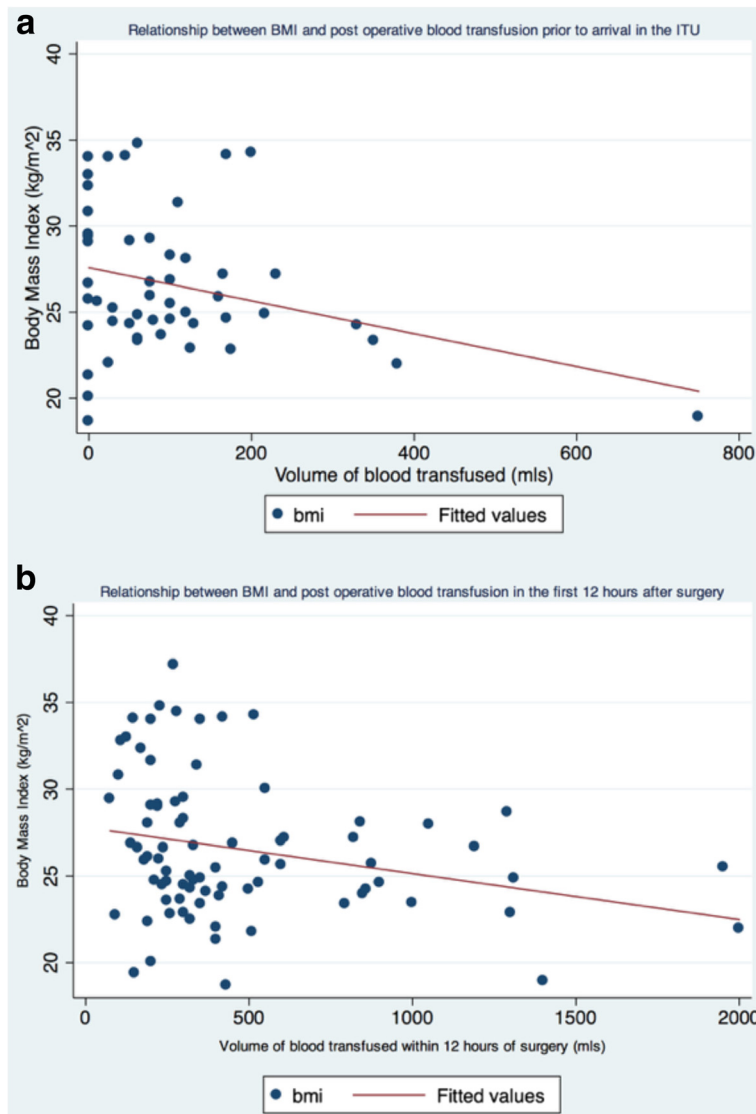 a
Relationship between BMI and post operative blood transfusion prior to arrival in the ITU
Body Mass Index (kg/m^2)
40
35
30
25
20
0 200 400 600 800
Volume of blood transfused (mls)
bmi Fitted values
b
Relationship between BMI and post operative blood transfusion in the first 12 hours after surgery
Body Mass Index (kg/m^2)
40
35
30
25
20
0 500 1000 1500 2000
Volume of blood transfused within 12 hours of surgery (mls)
bmi Fitted values